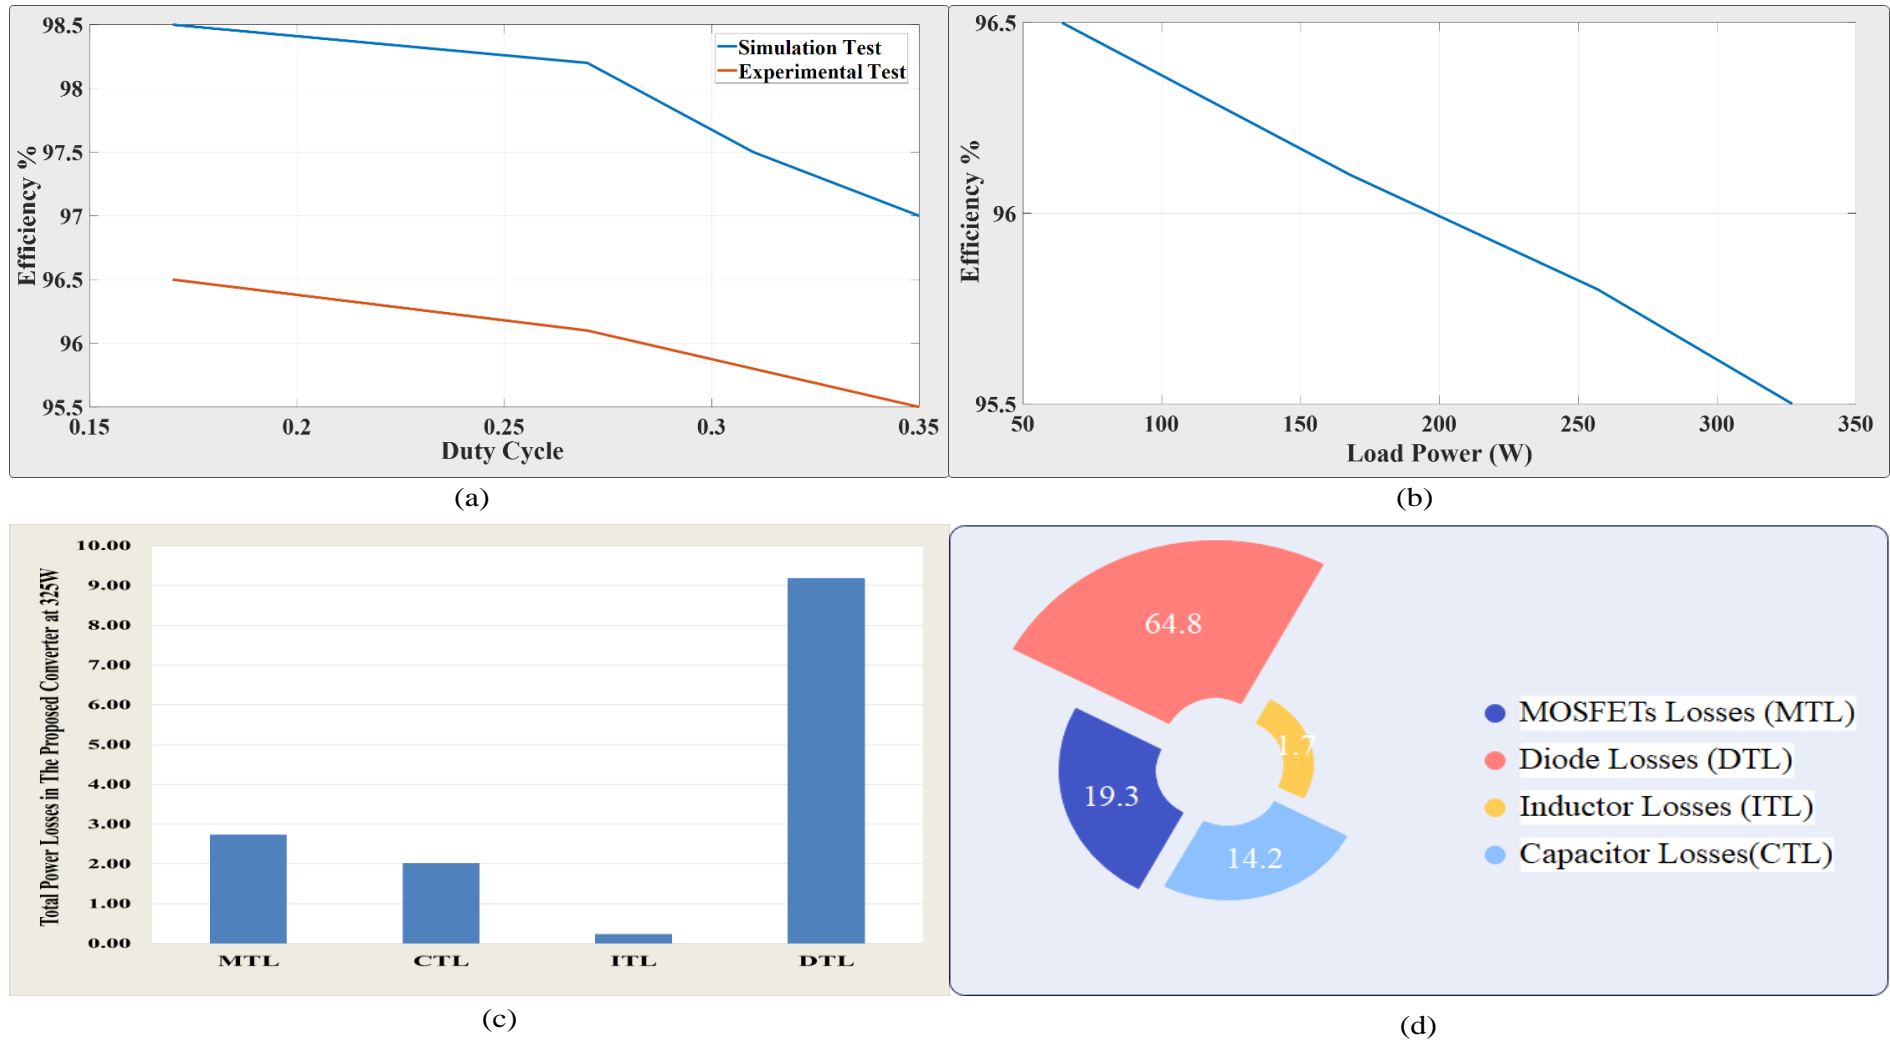 98.5
98
97.5
97
96.5
96
95.5
Efficiency %
0.15
0.2
0.25
0.3
0.35
Duty Cycle
Simulation Test
Experimental Test
(a)
96.5
96
95.5
Efficiency %
50
100
150
200
250
300
350
Load Power (W)
(b)
Total Power Losses in The Proposed Converter at 325W
10.00
9.00
8.00
7.00
6.00
5.00
4.00
3.00
2.00
1.00
0.00
MTL
CTL
ITL
DTL
(c)
64.8
1.7
19.3
14.2
MOSFETs Losses (MTL)
Diode Losses (DTL)
Inductor Losses (ITL)
Capacitor Losses(CTL)
(d)